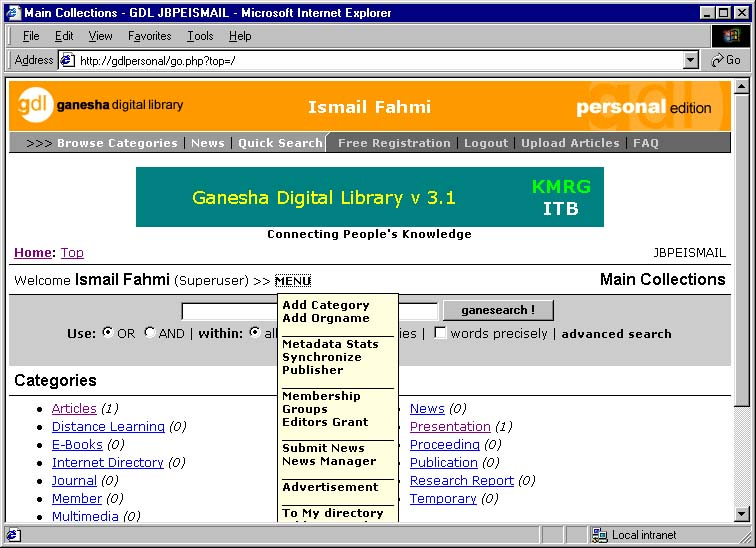 Main Collections - GDL JBPEISMAIL - Microsoft Internet Explorer
File Edit View Favorites Tools Help
Address http://gdlpersonal/go.php?top=/ Go
gdl ganesha digital library Ismail Fahmi personal edition
>>> Browse Categories | News | Quick Search Free Registration | Logout | Upload Articles | FAQ
Ganesha Digital Library v 3.1 KMRG
ITB
Connecting People's Knowledge
Home: Top JBPEISMAIL
Welcome Ismail Fahmi (Superuser) >> MENU Main Collections
Add Category
Add Orgname
Metadata Stats
Synchronize
Publisher
Membership
Groups
Editors Grant
Submit News
News Manager
Advertisement
To My directory
ganesearch !
Use: OR AND | within: all | words precisely | advanced search
Categories
Articles (1)
Distance Learning (0)
E-Books (0)
Internet Directory (0)
Journal (0)
Member (0)
Multimedia (0)
News (0)
Presentation (1)
Proceeding (0)
Publication (0)
Research Report (0)
Temporary (0)
Local intranet